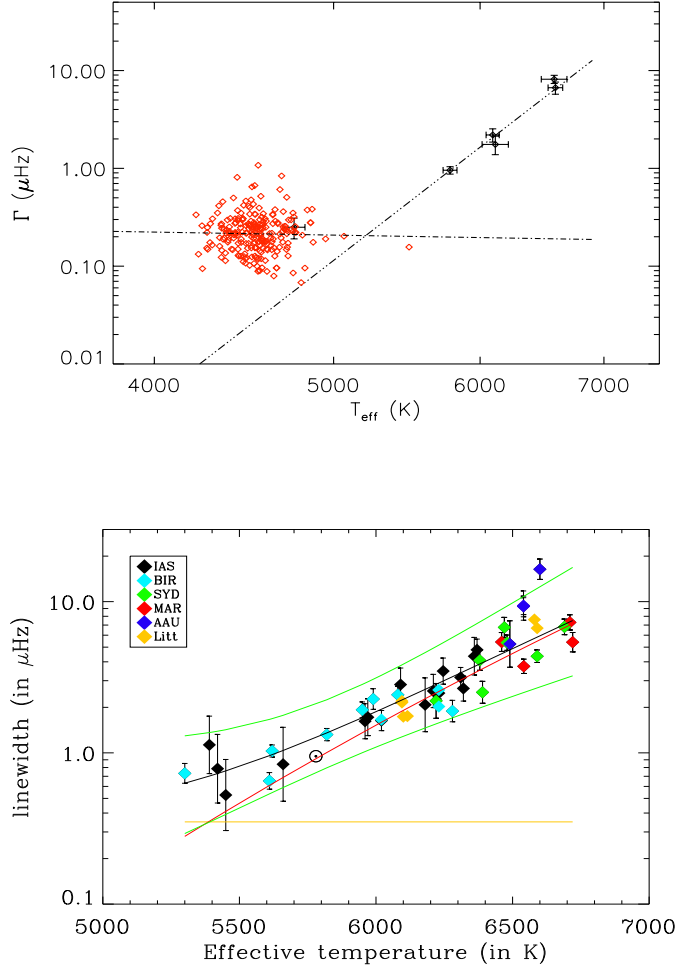 10.00
1.00
0.10
0.01
Γ (μHz)
4000 5000 6000 7000
T_eff (K)
IAS
BIR
SYD
MAR
AAU
Litt
10.0
1.0
0.1
linewidth (in μHz)
5000 5500 6000 6500 7000
Effective temperature (in K)